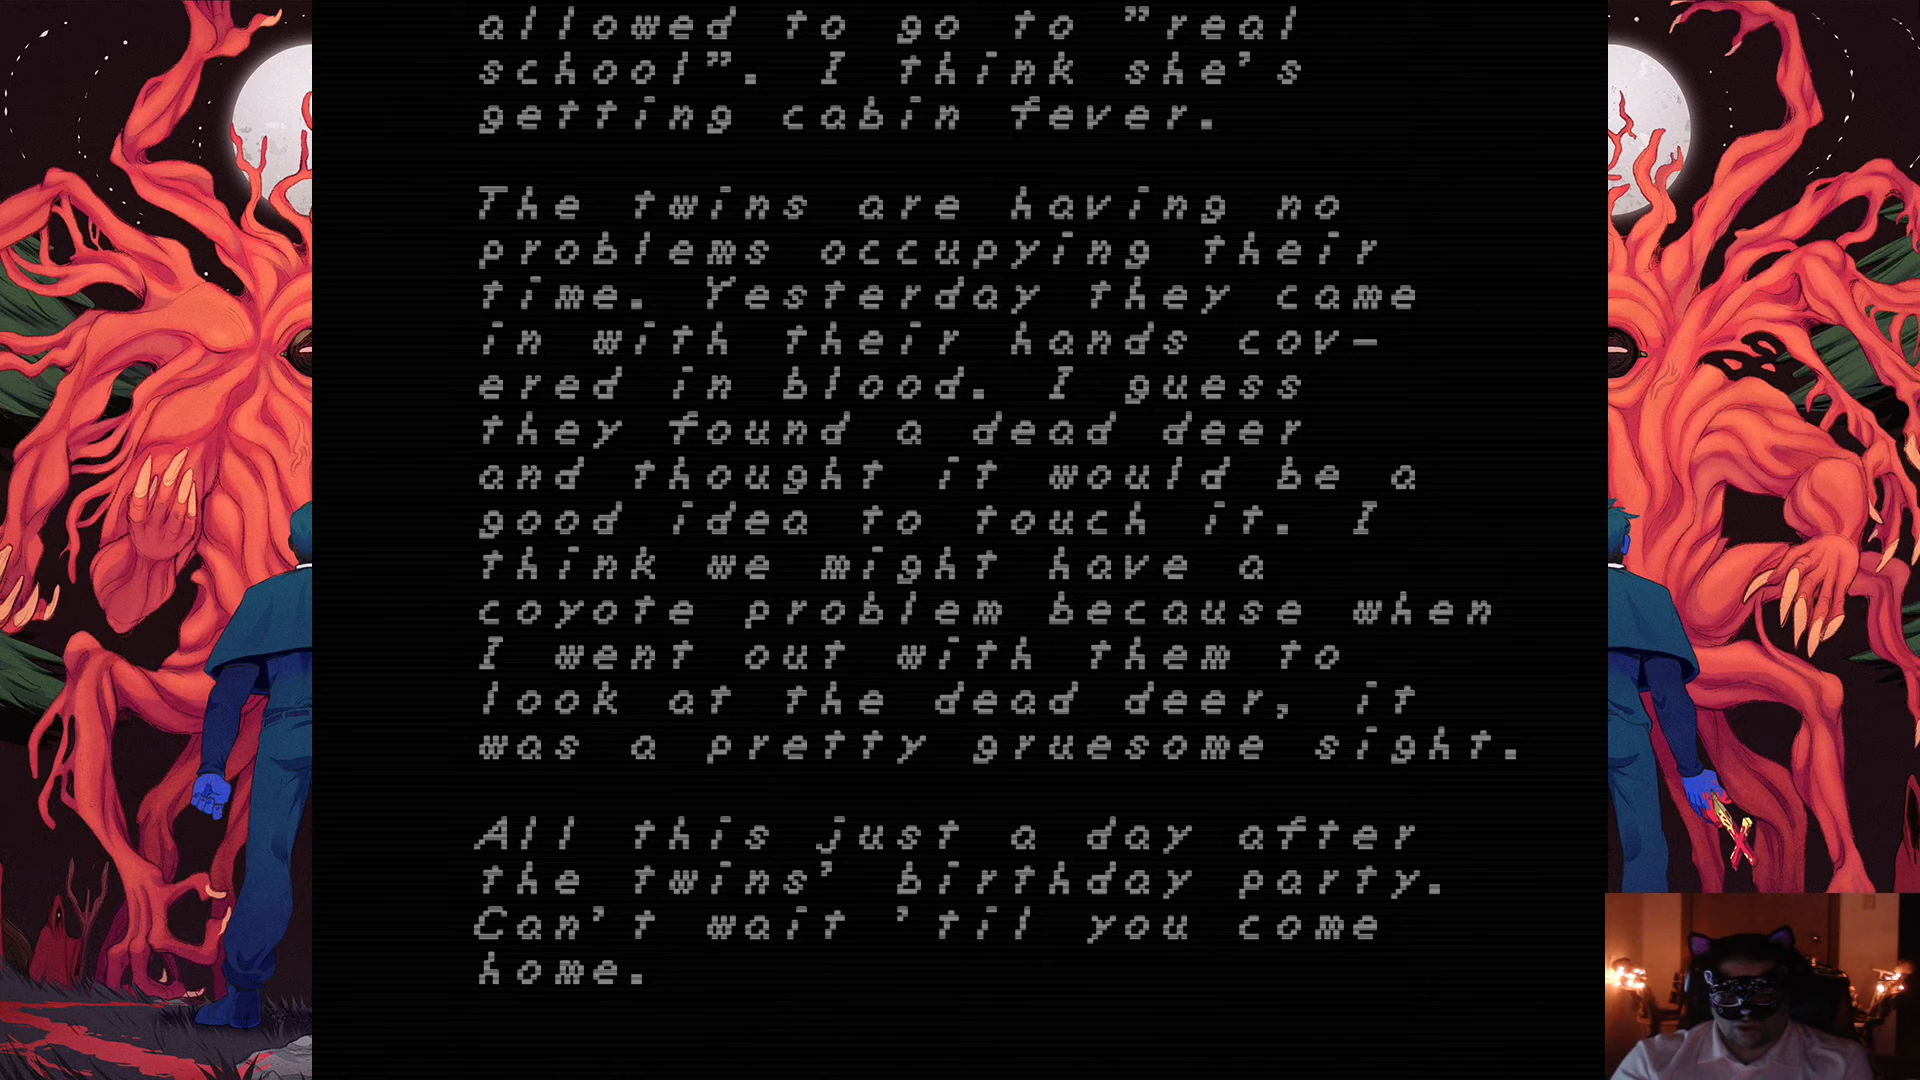 allowed to go to "real
school". I think she's
getting cabin fever.
The twins are having no
problems occupying their
time. Yesterday they came
in with their hands cov-
ered in blood. I guess
they found a dead deer
and thought it would be a
good idea to touch it. I
think we might have a
coyote problem because when
I went out with them to
look at the dead deer, it
was a pretty gruesome sight.
All this just a day after
the twins' birthday party.
Can't wait 'til you come
home.